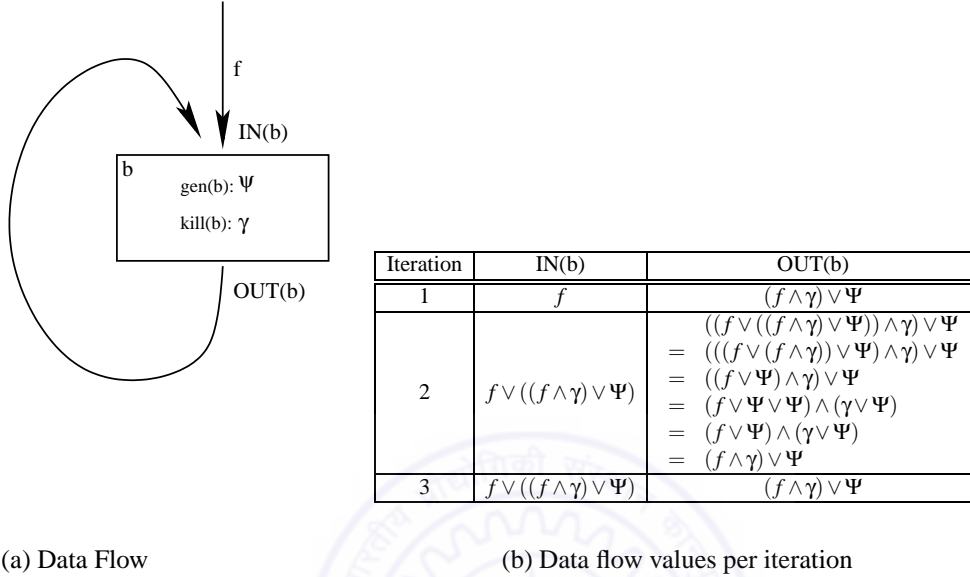 f
IN(b)
b
gen(b): Ψ
kill(b): γ
OUT(b)
Iteration IN(b) OUT(b)
1 f (f∧γ)∨Ψ
((f∨((f∧γ)∨Ψ))∧γ)∨Ψ
= (((f∨(f∧γ))∨Ψ)∧γ)∨Ψ
= ((f∨Ψ)∧γ)∨Ψ
2 f∨((f∧γ)∨Ψ)
= (f∨Ψ∨Ψ)∧(γ∨Ψ)
= (f∨Ψ)∧(γ∨Ψ)
= (f∧γ)∨Ψ
3 f∨((f∧γ)∨Ψ) (f∧γ)∨Ψ
(a) Data Flow
(b) Data flow values per iteration